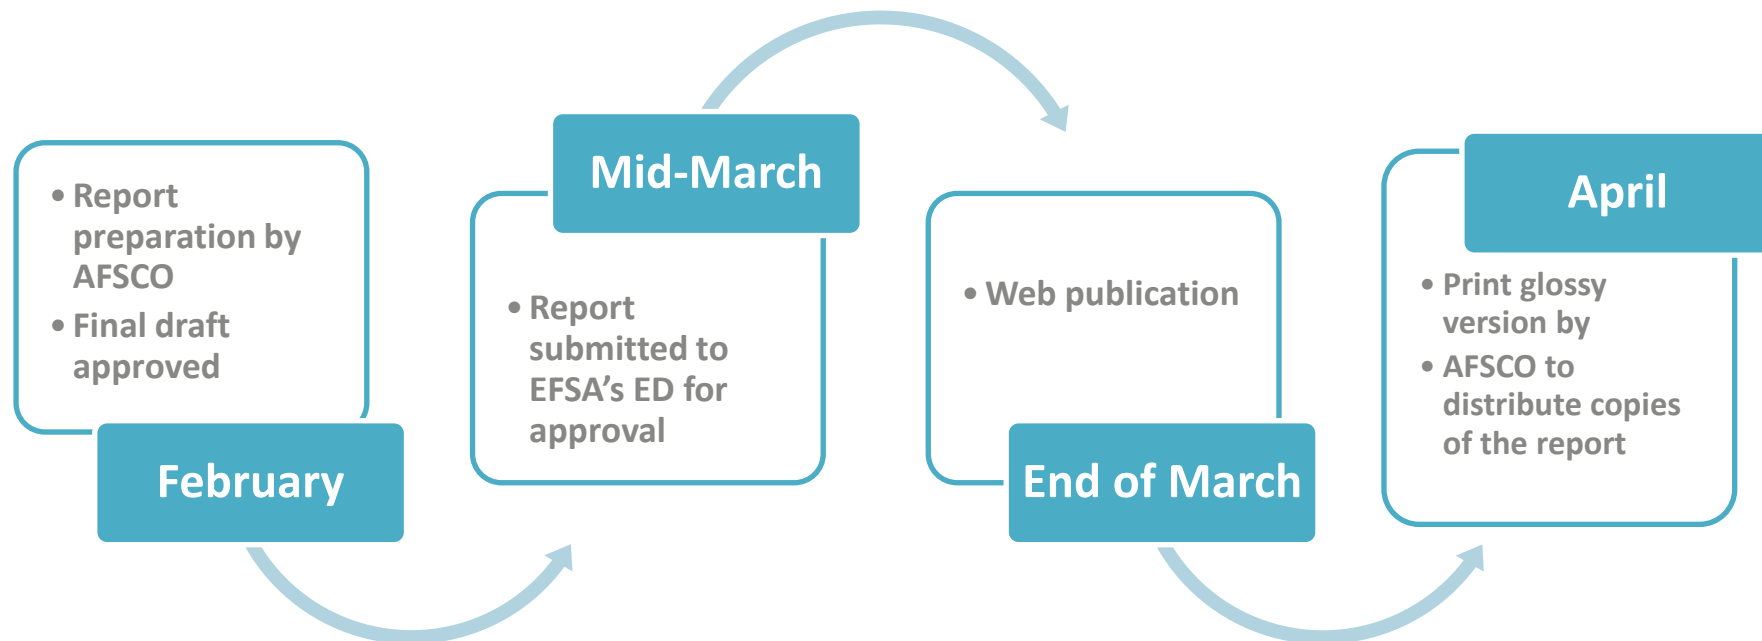 • Report
preparation by
AFSCO
• Final draft
approved
February
Mid-March
• Report
submitted to
EFSA’s ED for
approval
• Web publication
End of March
April
• Print glossy
version by
• AFSCO to
distribute copies
of the report